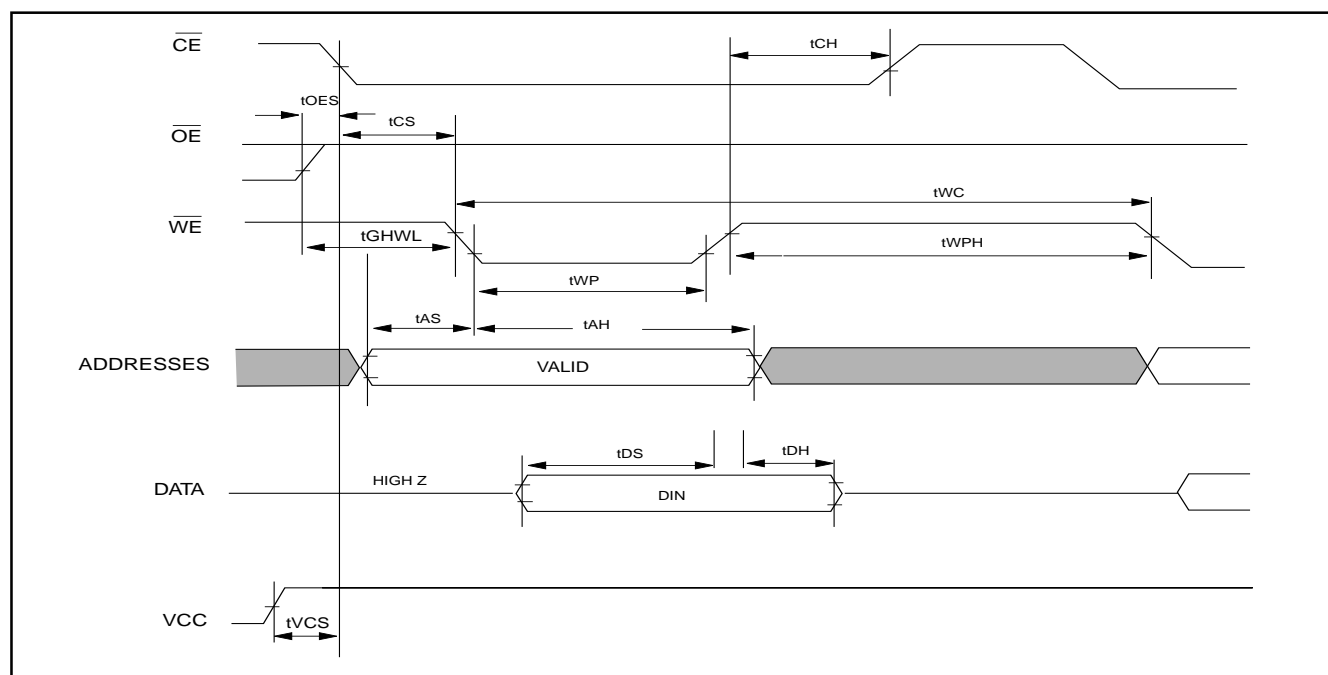 CE
tCH
tOES
tCS
OE
tWC
WE
tGHWL
tWPH
tWP
tAS
tAH
ADDRESSES
VALID
tDS
tDH
DATA
HIGH Z
DIN
VCC
tVCS